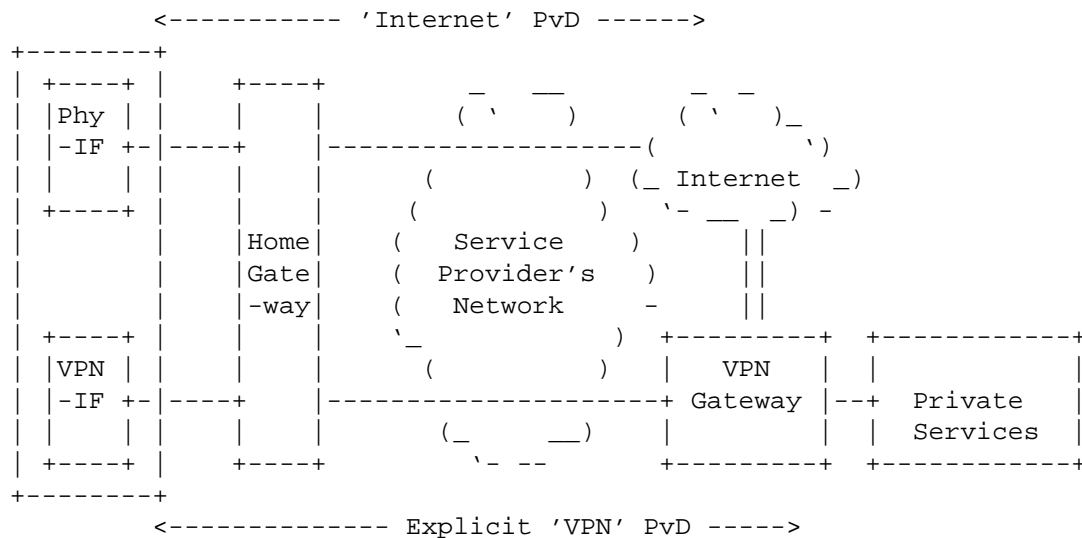 <----------- 'Internet' PvD ------>
Phy
-IF
Internet
Home
Gate
-way
Service
Provider's
Network
VPN
-IF
VPN
Gateway
Private
Services
<------------- Explicit 'VPN' PvD ----->